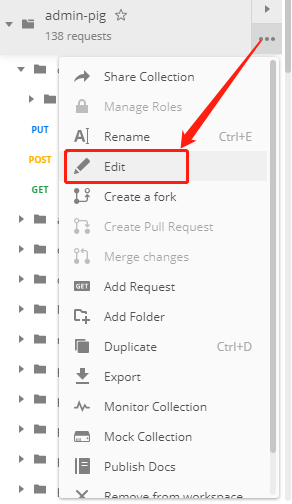 admin-pig
138 requests
Share Collection
Manage Roles
A Rename Ctrl+E
PUT
Edit
POST
GET
Create a fork
Create Pull Request
Merge changes
GET Add Request
Add Folder
Duplicate Ctrl+D
Export
Monitor Collection
Mock Collection
Publish Docs
Remove from workspace